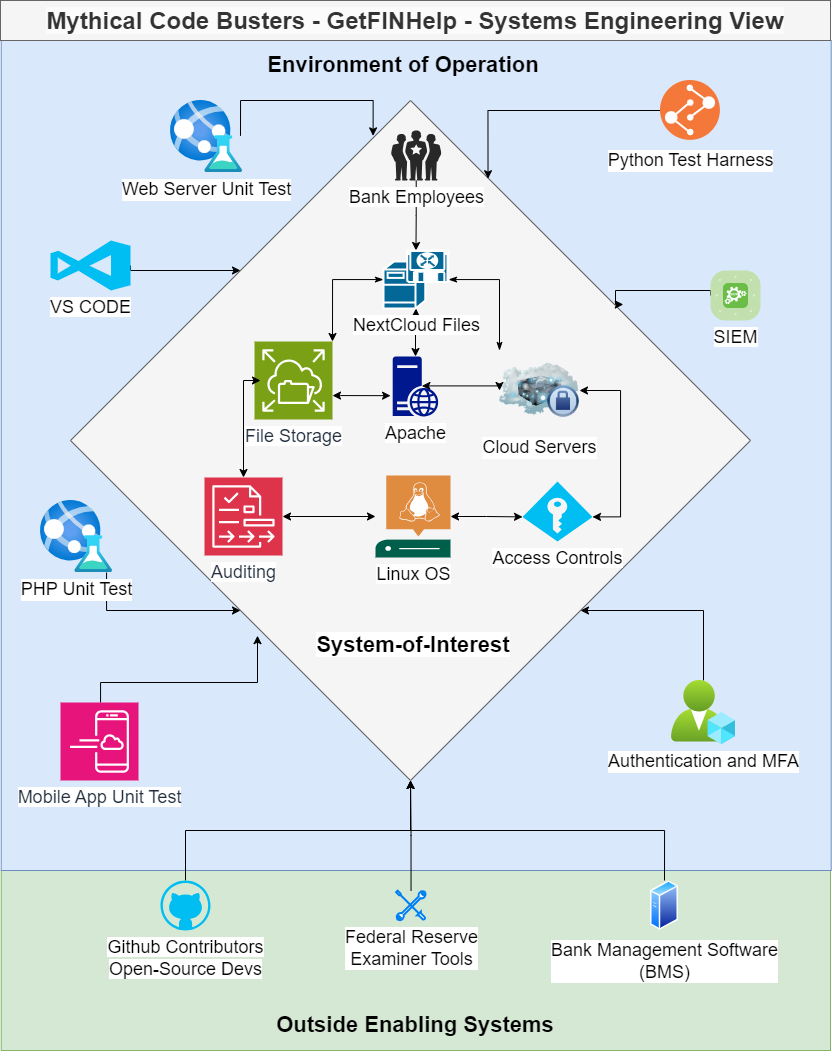 Mythical Code Busters - GetFINHelp - Systems Engineering View
Environment of Operation
Web Server Unit Test
Python Test Harness
Bank Employees
VS CODE
SIEM
NextCloud Files
File Storage
Apache
Cloud Servers
Auditing
Linux OS
Access Controls
PHP Unit Test
System-of-Interest
Mobile App Unit Test
Authentication and MFA
Github Contributors
Open-Source Devs
Federal Reserve
Examiner Tools
Bank Management Software
(BMS)
Outside Enabling Systems